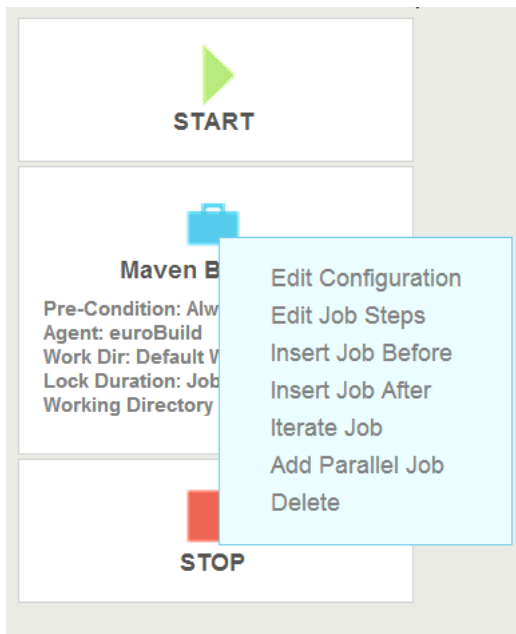 START
Maven B
Pre-Condition: Alw
Agent: euroBuild
Work Dir: Default W
Lock Duration: Job
Working Directory
Edit Configuration
Edit Job Steps
Insert Job Before
Insert Job After
Iterate Job
Add Parallel Job
Delete
STOP